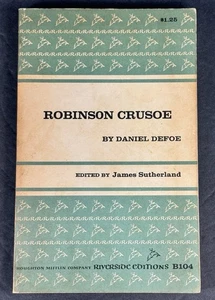 $1.25
ROBINSON CRUSOE
BY DANIEL DEFOE
EDITED BY James Sutherland
HOUGHTON MIFFLIN COMPANY RIVERSIDE EDITIONS B104